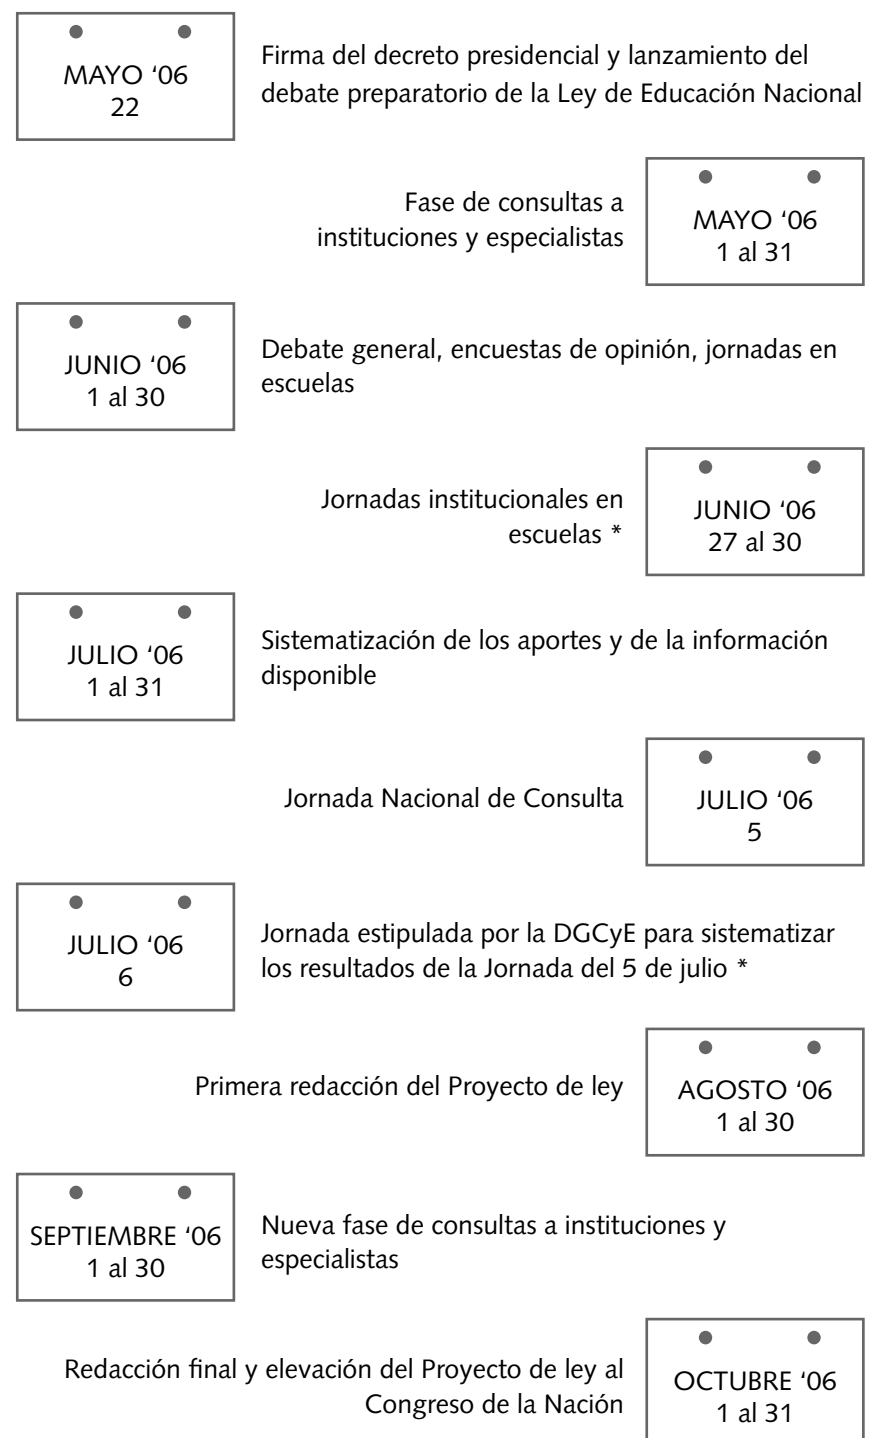 MAYO ‘06
22
Firma del decreto presidencial y lanzamiento del
debate preparatorio de la Ley de Educación Nacional
Fase de consultas a
instituciones y especialistas
MAYO ‘06
1 al 31
JUNIO ‘06
1 al 30
Debate general, encuestas de opinión, jornadas en
escuelas
Jornadas institucionales en
escuelas *
JUNIO ‘06
27 al 30
JULIO ‘06
1 al 31
Sistematización de los aportes y de la información
disponible
Jornada Nacional de Consulta
JULIO ‘06
5
JULIO ‘06
6
Jornada estipulada por la DGCyE para sistematizar
los resultados de la Jornada del 5 de julio *
Primera redacción del Proyecto de ley
AGOSTO ‘06
1 al 30
SEPTIEMBRE ‘06
1 al 30
Nueva fase de consultas a instituciones y
especialistas
Redacción final y elevación del Proyecto de ley al
Congreso de la Nación
OCTUBRE ‘06
1 al 31